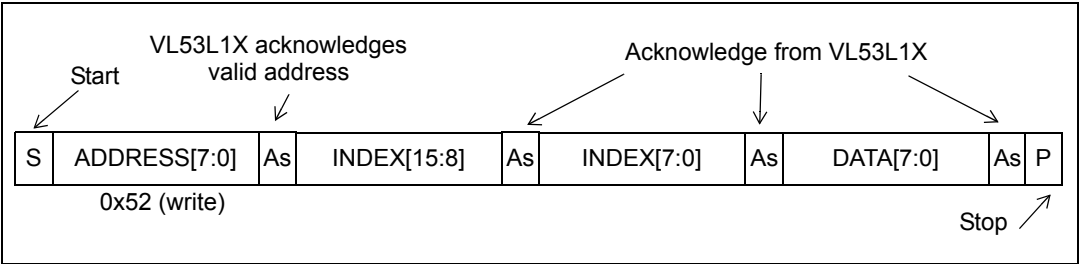 VL53L1X acknowledges
valid address
Acknowledge from VL53L1X
Start
S ADDRESS[7:0] As INDEX[15:8] As INDEX[7:0] As DATA[7:0] As P
0x52 (write)
Stop